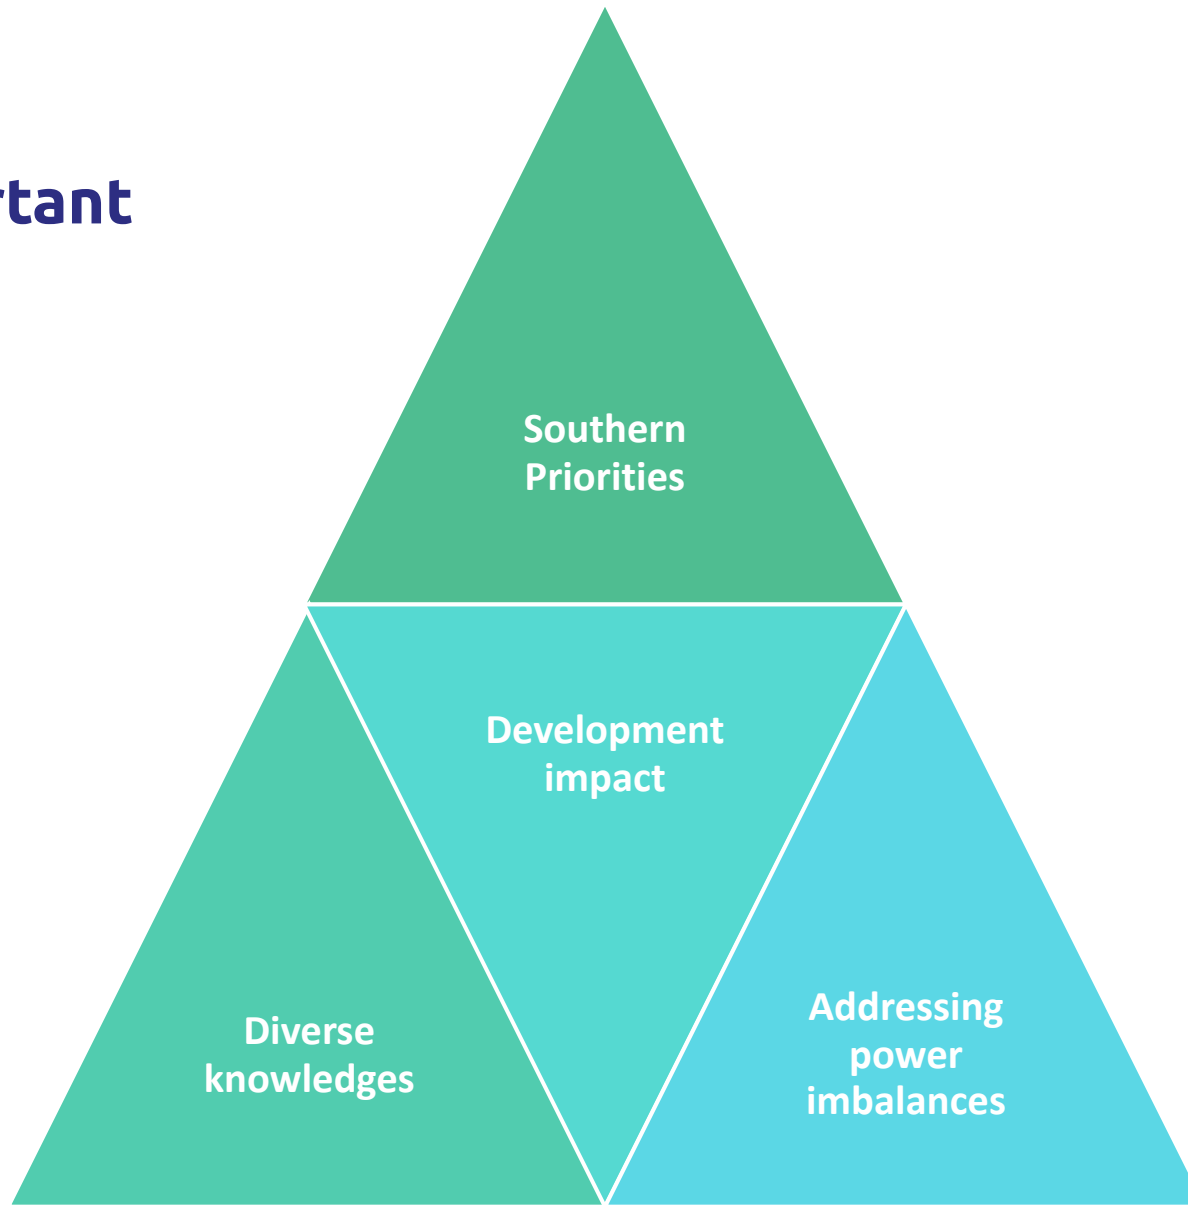 rtant
Southern
Priorities
Development
impact
Diverse
knowledges
Addressing
power
imbalances